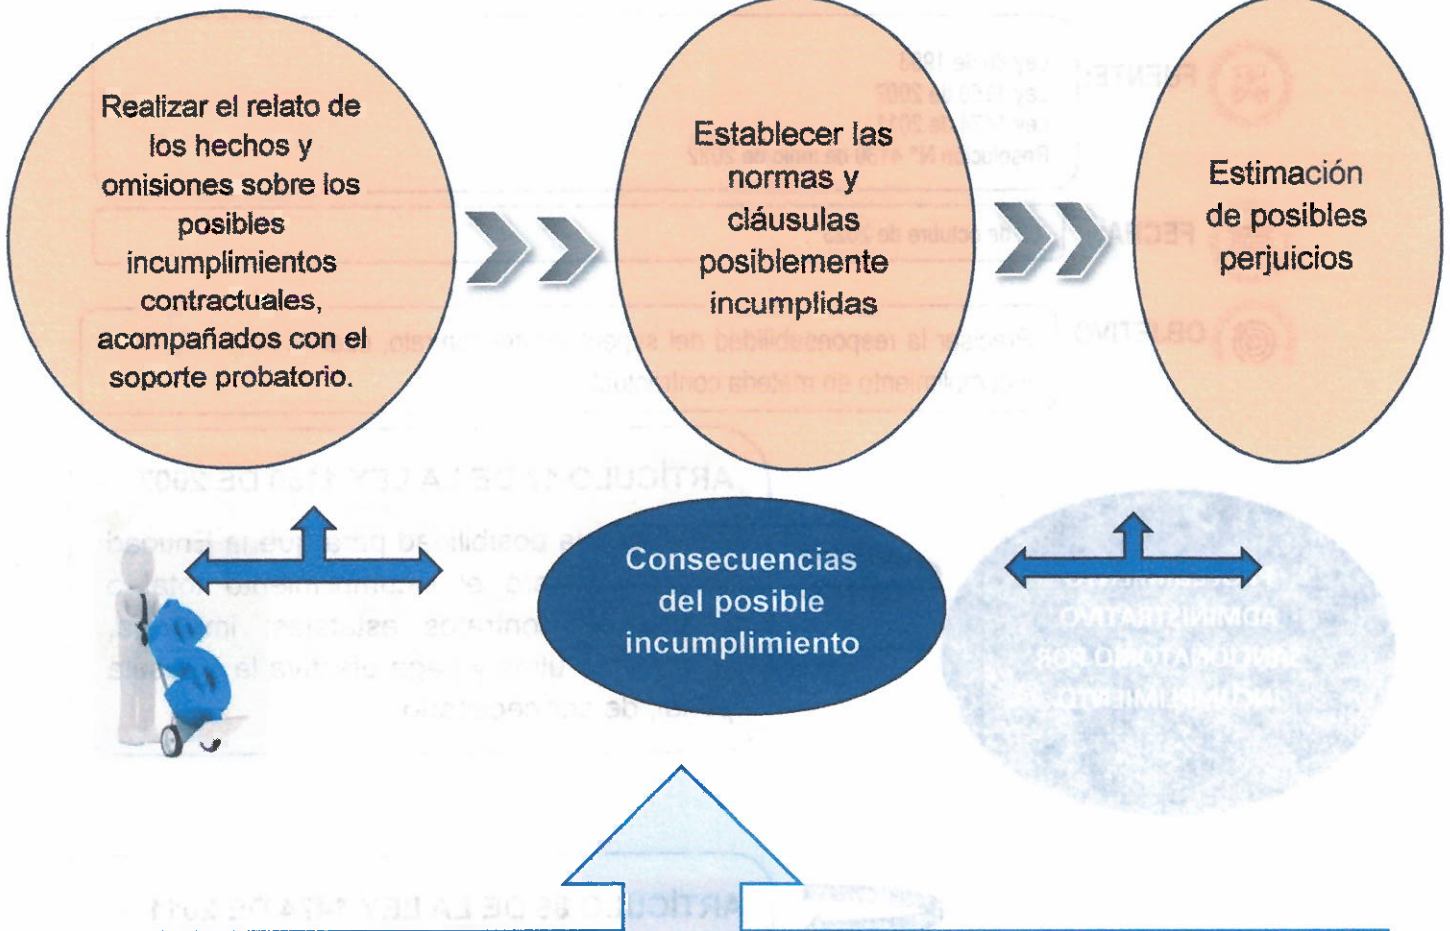 Realizar el relato de
los hechos y
omisiones sobre los
posibles
incumplimientos
contractuales,
acompañados con el
soporte probatorio.
Establecer las
normas y
cláusulas
posiblemente
incumplidas
Estimación
de posibles
perjuicios
Consecuencias
del posible
incumplimiento